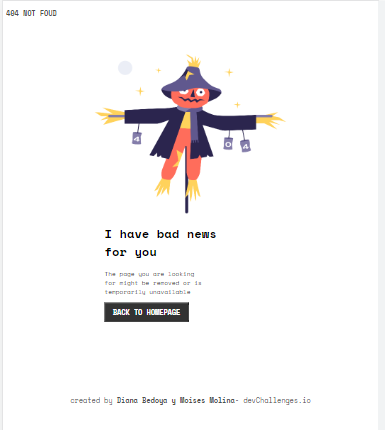 404 NOT FOUD
4
0 4
I have bad news
for you
The page you are looking
for might be removed or is
temporarily unavailable
BACK TO HOMEPAGE
created by Diana Bedoya y Moises Molina- devChallenges.io